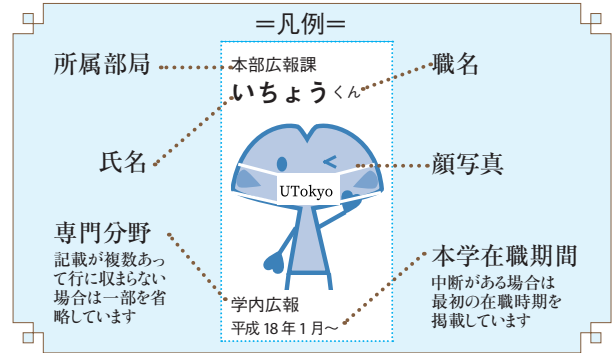 ＝凡例＝
所属部局
本部広報課
職名
いちょうくん
氏名
顔写真
UTokyo
専門分野
記載が複数あっ
て行に収まらない
場合は一部を省
略しています
本学在職期間
中断がある場合は
最初の在職時期を
掲載しています
学内広報
平成 18 年 1 月～